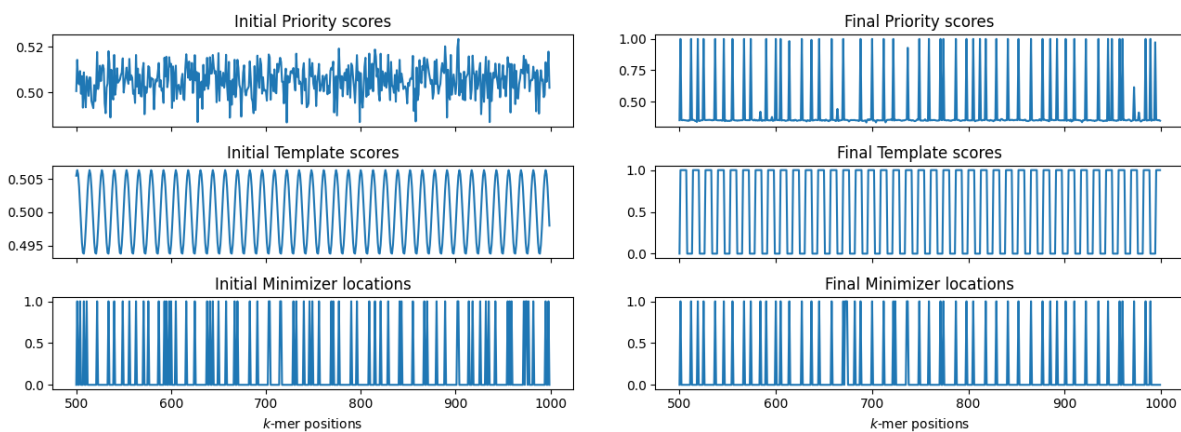 Initial Priority scores
0.52
0.50
Initial Template scores
0.505
0.500
0.495
Initial Minimizer locations
1.0
0.5
0.0
500 600 700 800 900 1000
k-mer positions
Final Priority scores
1.00
0.75
0.50
Final Template scores
1.0
0.5
0.0
Final Minimizer locations
1.0
0.5
0.0
500 600 700 800 900 1000
k-mer positions